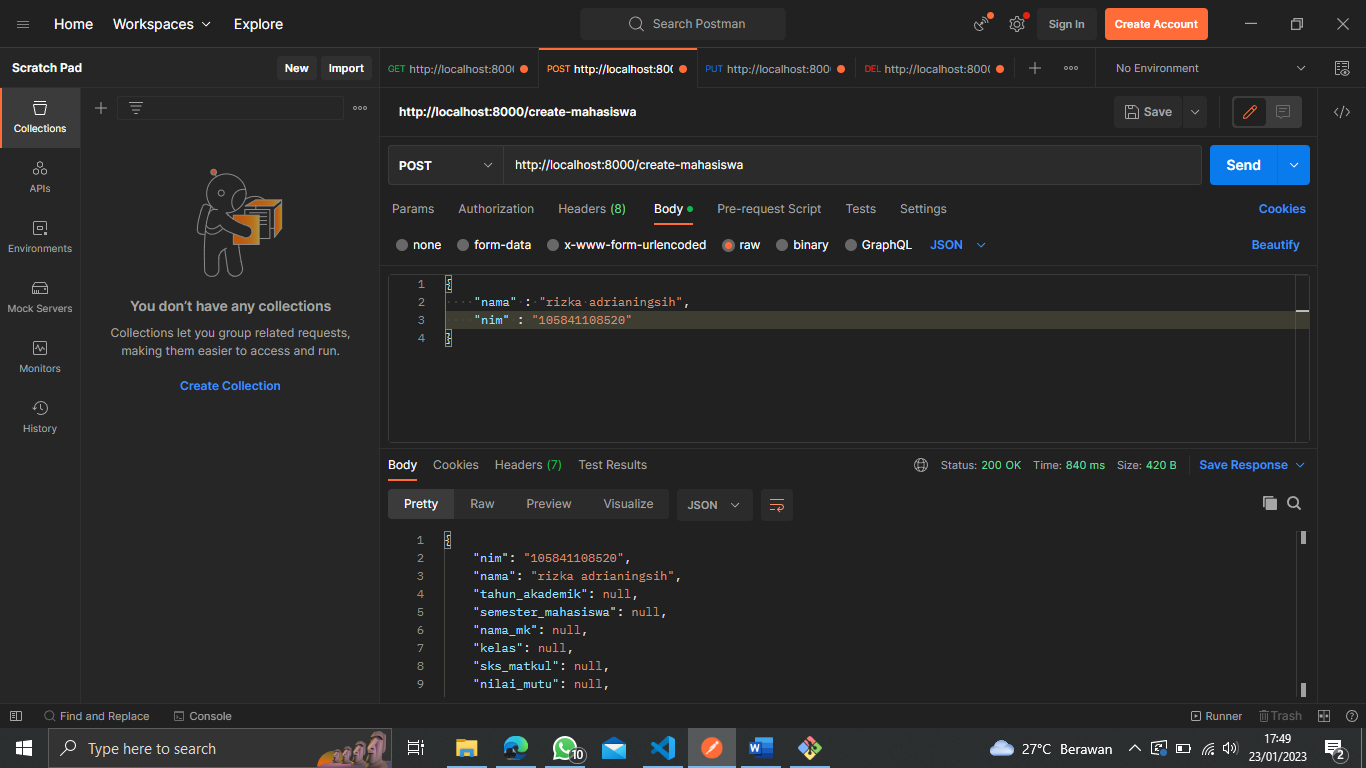 Home Workspaces Explore Search Postman Sign In Create Account
Scratch Pad New Import
GET http://localhost:8000 POST http://localhost:800 PUT http://localhost:8000 DEL http://localhost:8000 No Environment
http://localhost:8000/create-mahasiswa Save
POST http://localhost:8000/create-mahasiswa Send
Params Authorization Headers (8) Body Pre-request Script Tests Settings Cookies
none form-data x-www-form-urlencoded raw binary GraphQL JSON Beautify
1 {
2 "nama" : "rizka adrianingsih",
3 "nim" : "105841108520"
4 }
Collections
APIs
Environments
Mock Servers
Monitors
History
You don't have any collections
Collections let you group related requests,
making them easier to access and run.
Create Collection
Body Cookies Headers (7) Test Results Status: 200 OK Time: 840 ms Size: 420 B Save Response
Pretty Raw Preview Visualize JSON
1 {
2 "nim": "105841108520",
3 "nama": "rizka adrianingsih",
4 "tahun_akademik": null,
5 "semester_mahasiswa": null,
6 "nama_mk": null,
7 "kelas": null,
8 "sks_matkul": null,
9 "nilai_mutu": null,
Find and Replace Console Runner Trash
Type here to search 10 27°C Berawan 17:49
23/01/2023 2